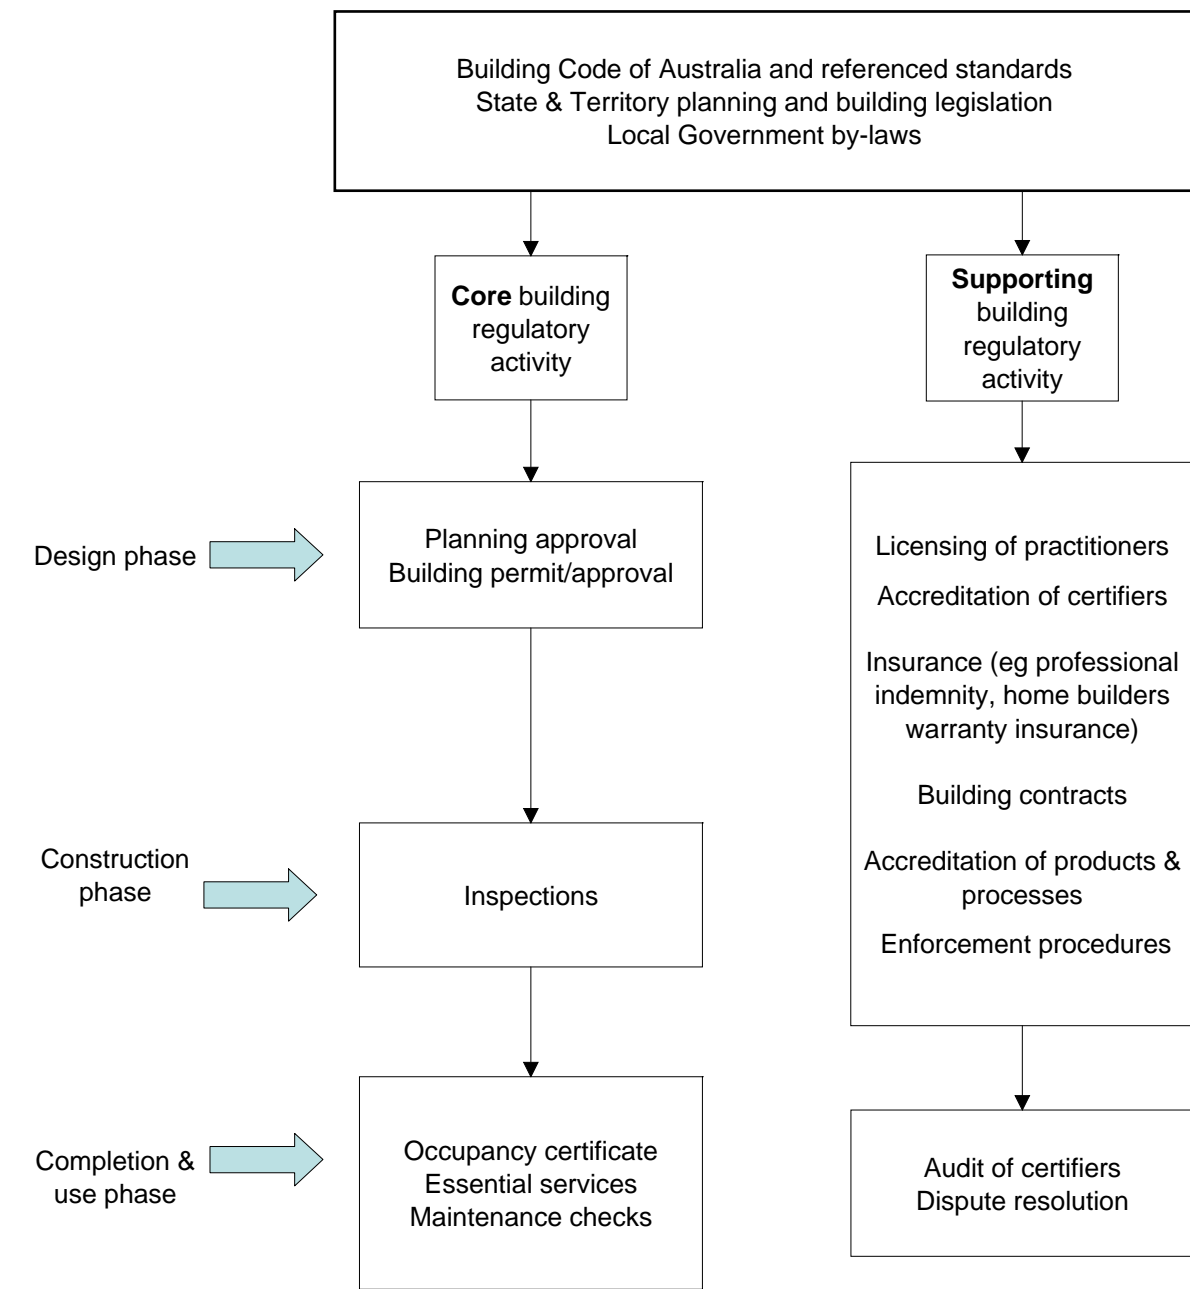 Building Code of Australia and referenced standards
State & Territory planning and building legislation
Local Government by-laws
Core building
regulatory
activity
Supporting
building
regulatory
activity
Design phase
Planning approval
Building permit/approval
Licensing of practitioners
Accreditation of certifiers
Insurance (eg professional
indemnity, home builders
warranty insurance)
Building contracts
Accreditation of products &
processes
Enforcement procedures
Construction
phase
Inspections
Completion &
use phase
Occupancy certificate
Essential services
Maintenance checks
Audit of certifiers
Dispute resolution